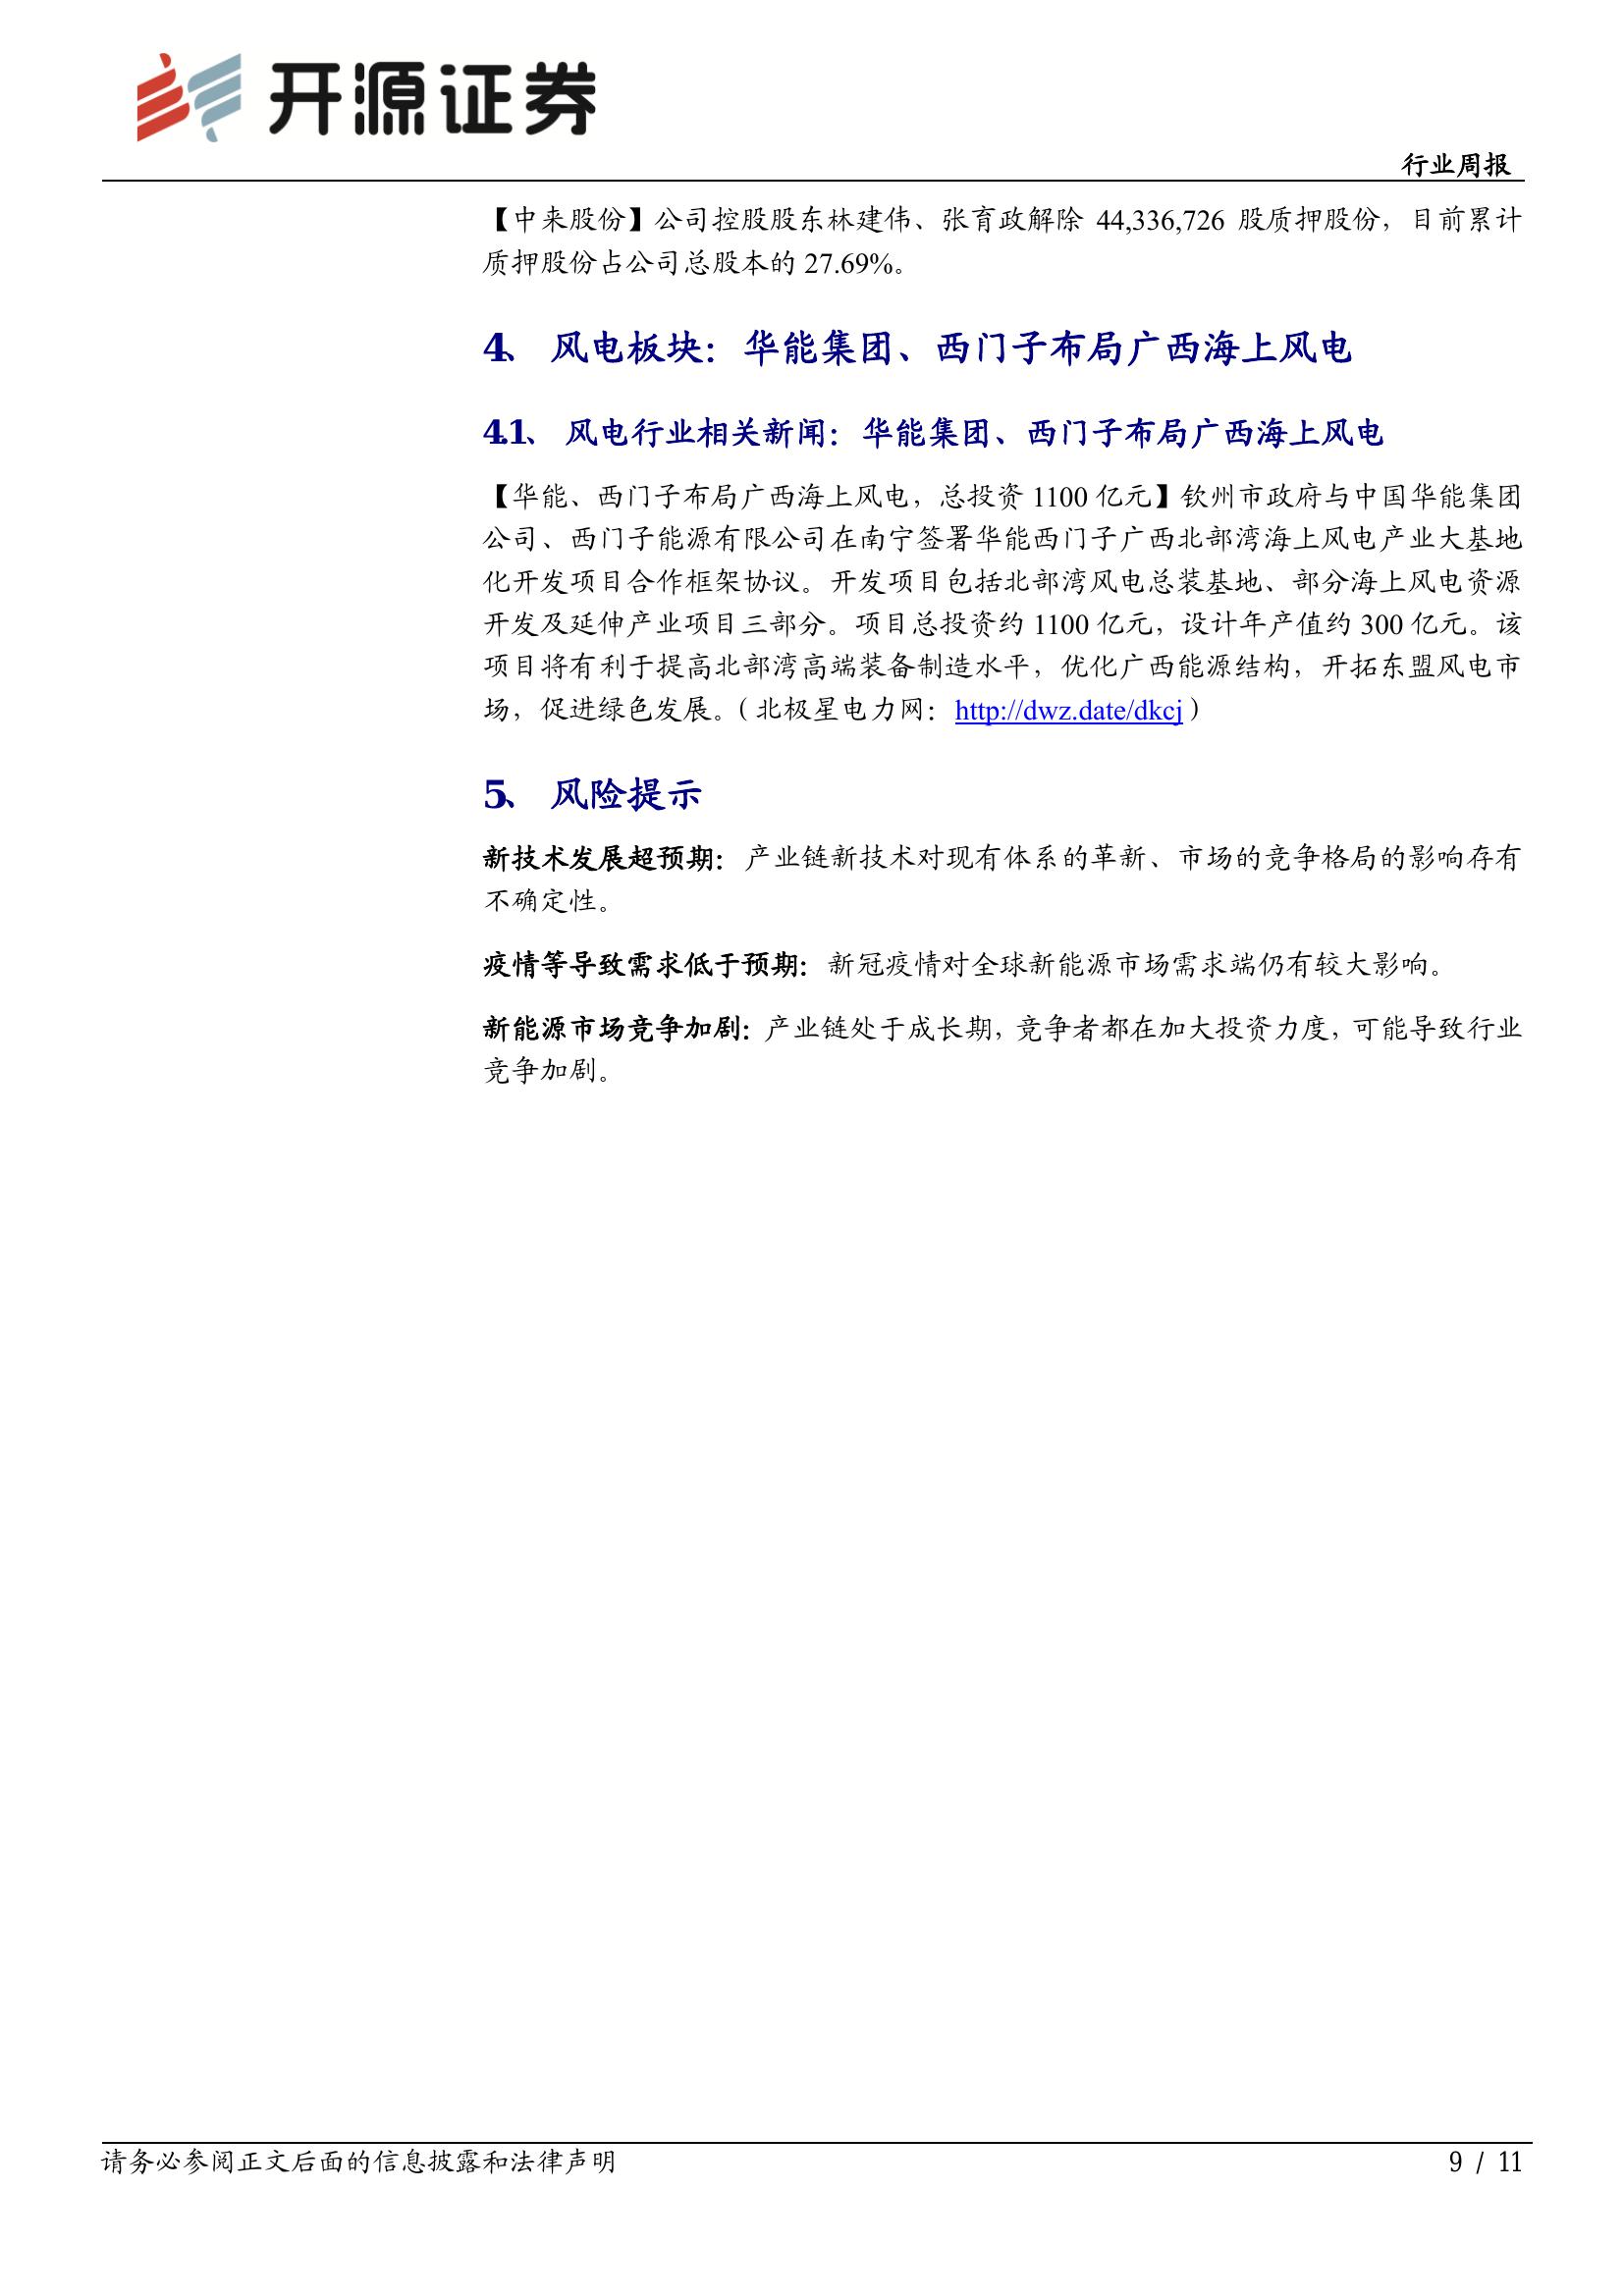 开源证券
行业周报
【中来股份】公司控股股东林建伟、张育政解除 44,336,726 股质押股份，目前累计
质押股份占公司总股本的 27.69%。
4、 风电板块：华能集团、西门子布局广西海上风电
4.1、 风电行业相关新闻：华能集团、西门子布局广西海上风电
【华能、西门子布局广西海上风电，总投资 1100 亿元】钦州市政府与中国华能集团
公司、西门子能源有限公司在南宁签署华能西门子广西北部湾海上风电产业大基地
化开发项目合作框架协议。开发项目包括北部湾风电总装基地、部分海上风电资源
开发及延伸产业项目三部分。项目总投资约 1100 亿元，设计年产值约 300 亿元。该
项目将有利于提高北部湾高端装备制造水平，优化广西能源结构，开拓东盟风电市
场，促进绿色发展。（北极星电力网：http://dwz.date/dkcj）
5、 风险提示
新技术发展超预期：产业链新技术对现有体系的革新、市场的竞争格局的影响存有
不确定性。
疫情等导致需求低于预期：新冠疫情对全球新能源市场需求端仍有较大影响。
新能源市场竞争加剧：产业链处于成长期，竞争者都在加大投资力度，可能导致行业
竞争加剧。
请务必参阅正文后面的信息披露和法律声明
9 / 11